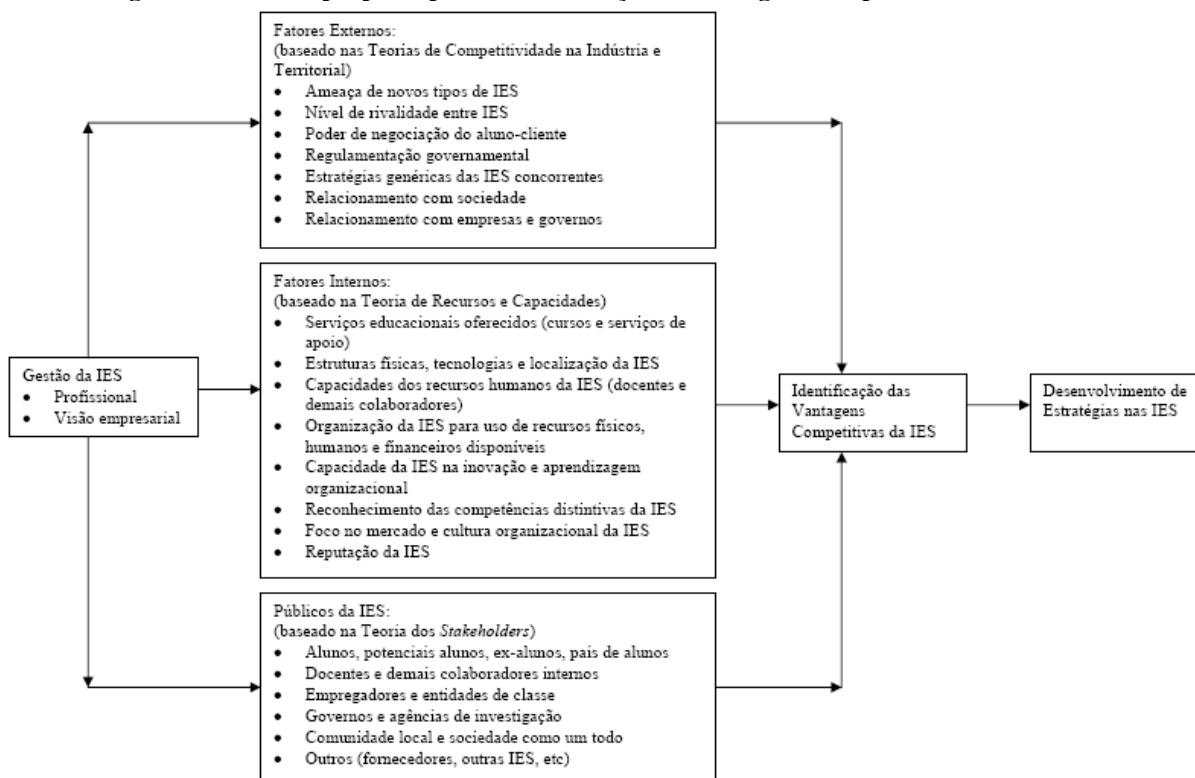 Fatores Externos:
(baseado nas Teorias de Competitividade na Indústria e
Territorial)
• Ameaça de novos tipos de IES
• Nível de rivalidade entre IES
• Poder de negociação do aluno-cliente
• Regulamentação governamental
• Estratégias genéricas das IES concorrentes
• Relacionamento com sociedade
• Relacionamento com empresas e governos
Gestão da IES
• Profissional
• Visão empresarial
Fatores Internos:
(baseado na Teoria de Recursos e Capacidades)
• Serviços educacionais oferecidos (cursos e serviços de
apoio)
• Estruturas físicas, tecnologias e localização da IES
• Capacidades dos recursos humanos da IES (docentes e
demais colaboradores)
• Organização da IES para uso de recursos físicos,
humanos e financeiros disponíveis
• Capacidade da IES na inovação e aprendizagem
organizacional
• Reconhecimento das competências distintivas da IES
• Foco no mercado e cultura organizacional da IES
• Reputação da IES
Públicos da IES:
(baseado na Teoria dos Stakeholders)
• Alunos, potenciais alunos, ex-alunos, pais de alunos
• Docentes e demais colaboradores internos
• Empregadores e entidades de classe
• Governos e agências de investigação
• Comunidade local e sociedade como um todo
• Outros (fornecedores, outras IES, etc)
Identificação das
Vantagens
Competitivas da IES
Desenvolvimento de
Estratégias nas IES